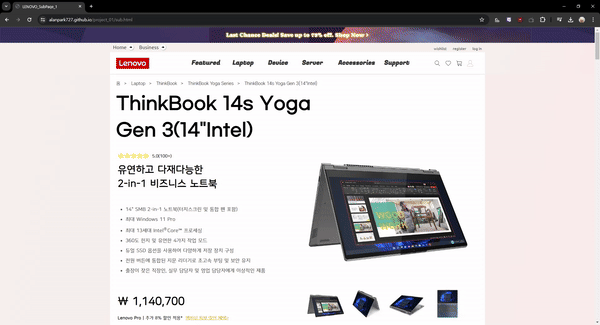 LENOVO2_SubPage_1
alanpark727.github.io/project_01/sub.html
Last Chance Deals! Save up to 78% off. Shop Now >
Home Business
wishlist register log in
Lenovo
Featured Laptop Device Server Accessories Support
홈 > Laptop > ThinkBook > ThinkBook Yoga Series > ThinkBook 14s Yoga Gen 3(14"Intel)
ThinkBook 14s Yoga
Gen 3(14"Intel)
5.0(100+)
유연하고 다재다능한
2-in-1 비즈니스 노트북
14" SMB 2-in-1 노트북(터치스크린 및 통합 펜 포함)
최대 Windows 11 Pro
최대 13세대 Intel® Core™ 프로세싱
360도 힌지 및 유연한 4가지 작업 모드
듀얼 SSD 옵션을 사용하여 다양하게 저장 장치 구성
전원 버튼에 통합된 지문 리더기로 초고속 부팅 및 보안 유지
출장이 잦은 직장인, 실무 담당자 및 영업 담당자에게 이상적인 제품
₩ 1,140,700
Lenovo Pro | 추가 6% 할인 적용*